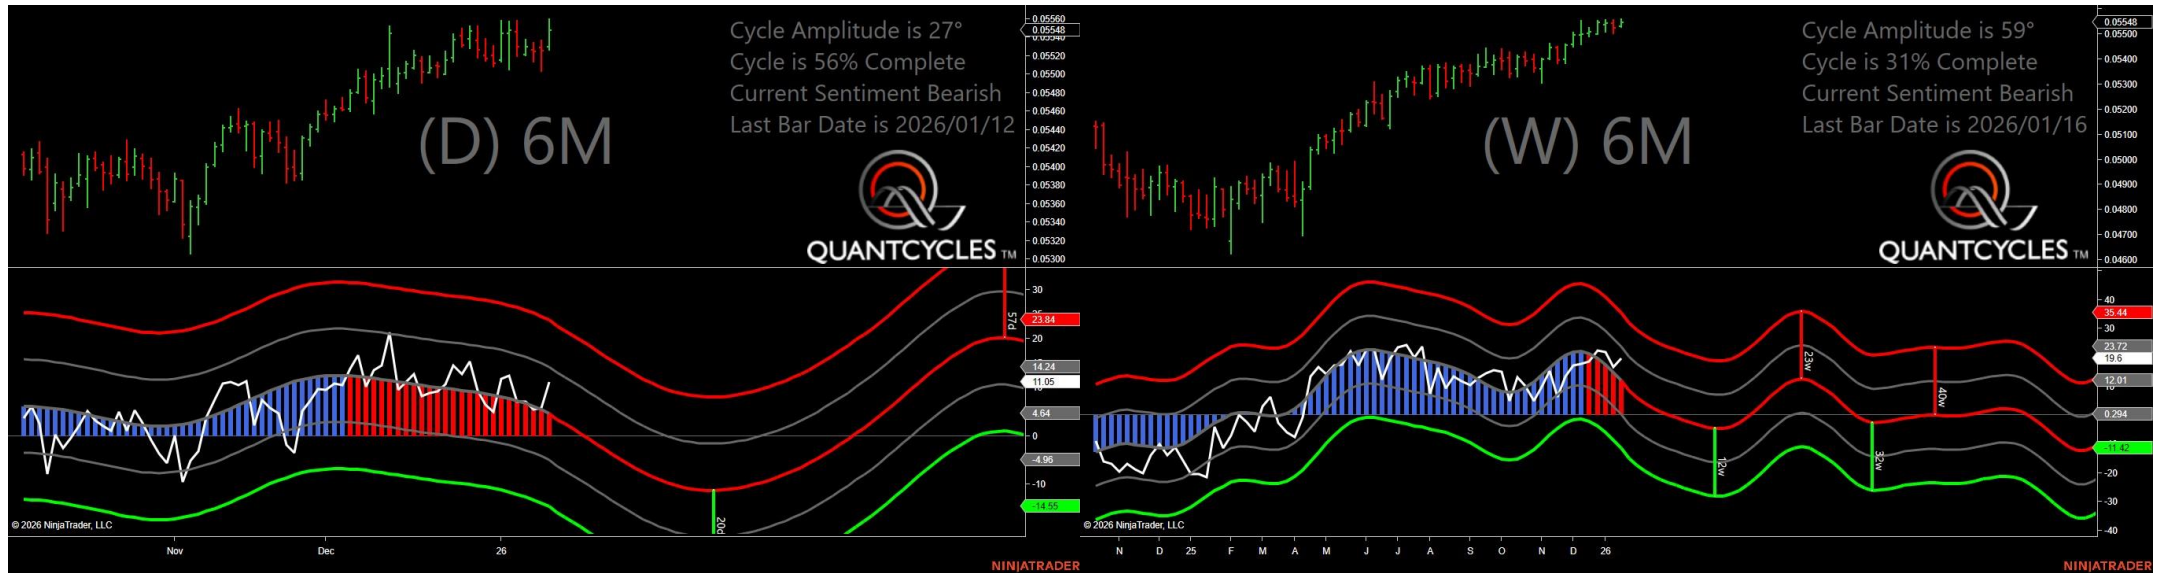 Cycle Amplitude is 27°
Cycle is 56% Complete
Current Sentiment Bearish
Last Bar Date is 2026/01/12
(D) 6M
QUANTCYCLES TM
0.05560
0.05548
0.05540
0.05520
0.05500
0.05480
0.05460
0.05440
0.05420
0.05400
0.05380
0.05360
0.05340
0.05320
0.05300
57d
20d
30
23.84
20
14.24
11.05
4.64
0
-4.96
-10
-14.55
© 2026 NinjaTrader, LLC
Nov
Dec
26
NINJATRADER
Cycle Amplitude is 59°
Cycle is 31% Complete
Current Sentiment Bearish
Last Bar Date is 2026/01/16
(W) 6M
QUANTCYCLES TM
0.05548
0.05500
0.05400
0.05300
0.05200
0.05100
0.05000
0.04900
0.04800
0.04700
0.04600
23w
40w
12w
32w
40
35.44
30
23.72
19.6
12.01
0.294
-11.42
-20
-30
-40
© 2026 NinjaTrader, LLC
N D 25 F M A M J J A S O N D 26
NINJATRADER